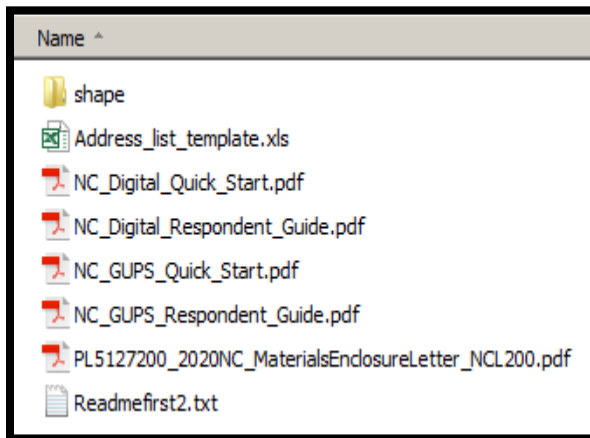 Name
shape
Address_list_template.xls
NC_Digital_Quick_Start.pdf
NC_Digital_Respondent_Guide.pdf
NC_GUPS_Quick_Start.pdf
NC_GUPS_Respondent_Guide.pdf
PL5127200_2020NC_MaterialsEnclosureLetter_NCL200.pdf
Readmefirst2.txt